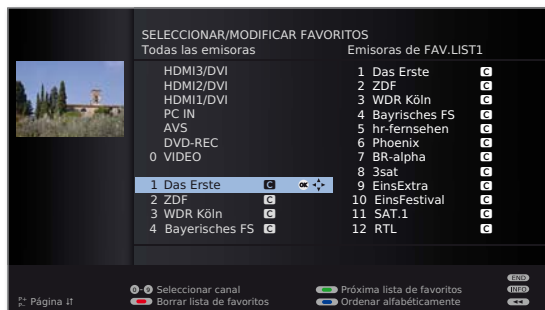 SELECCIONAR/MODIFICAR FAVORITOS
Todas las emisoras
HDMI3/DVI
HDMI2/DVI
HDMI1/DVI
PC IN
AVS
DVD-REC
0 VIDEO
1 Das Erste C OK
2 ZDF C
3 WDR Köln C
4 Bayerisches FS C
Emisoras de FAV.LIST1
1 Das Erste C
2 ZDF C
3 WDR Köln C
4 Bayrisches FS C
5 hr-fernsehen C
6 Phoenix C
7 BR-alpha C
8 3sat C
9 EinsExtra C
10 EinsFestival C
11 SAT.1 C
12 RTL C
P+ P- Página
0-9 Seleccionar canal
Borrar lista de favoritos
Próxima lista de favoritos
Ordenar alfabéticamente
END
INFO